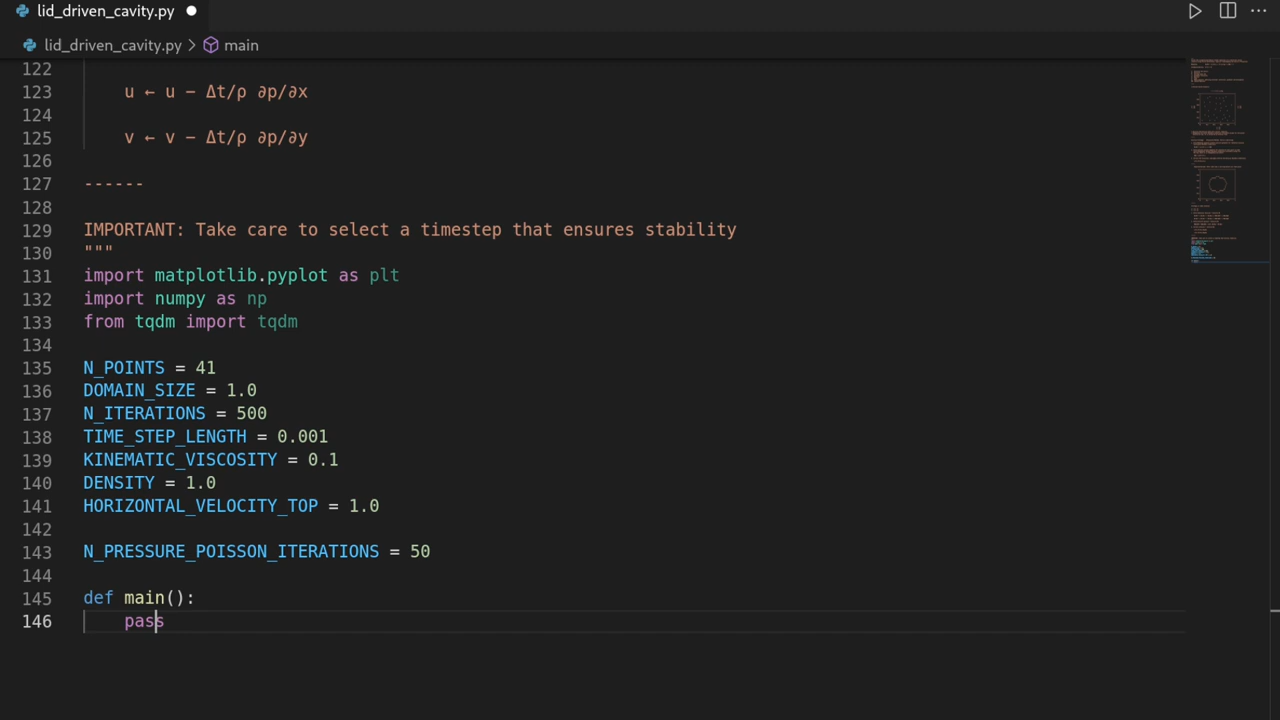 lid_driven_cavity.py
lid_driven_cavity.py > main
122
123 u ← u − Δt/ρ ∂p/∂x
124
125 v ← v − Δt/ρ ∂p/∂y
126
127 ------
128
129 IMPORTANT: Take care to select a timestep that ensures stability
130 """
131 import matplotlib.pyplot as plt
132 import numpy as np
133 from tqdm import tqdm
134
135 N_POINTS = 41
136 DOMAIN_SIZE = 1.0
137 N_ITERATIONS = 500
138 TIME_STEP_LENGTH = 0.001
139 KINEMATIC_VISCOSITY = 0.1
140 DENSITY = 1.0
141 HORIZONTAL_VELOCITY_TOP = 1.0
142
143 N_PRESSURE_POISSON_ITERATIONS = 50
144
145 def main():
146 pass